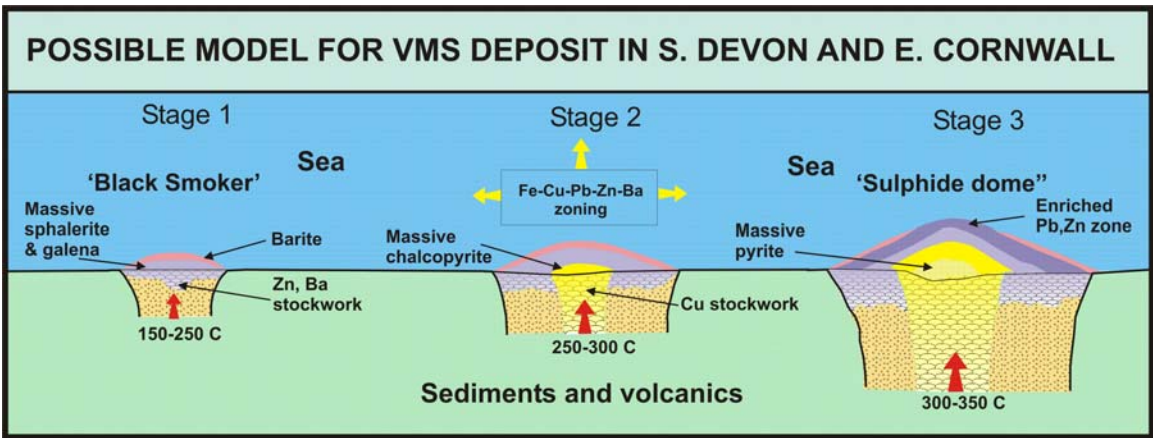 POSSIBLE MODEL FOR VMS DEPOSIT IN S. DEVON AND E. CORNWALL
Stage 1
Stage 2
Stage 3
Sea
Sea
'Black Smoker'
Fe-Cu-Pb-Zn-Ba
zoning
'Sulphide dome"
Massive
sphalerite
& galena
Barite
Massive
chalcopyrite
Massive
pyrite
Enriched
Pb,Zn zone
Zn, Ba
stockwork
Cu stockwork
150-250 C
250-300 C
300-350 C
Sediments and volcanics